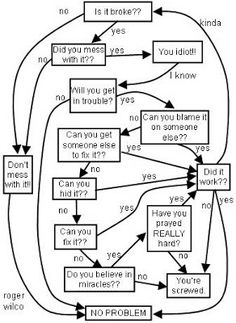 Is it broke??
no
yes
kinda
Did you mess
with it??
yes
You idiot!!
no
I know
Will you get
in trouble?
no
yes
Can you blame it
on someone
else??
no
yes
Can you get
someone else
to fix it??
yes
no
Don't
mess
with it!!
Can you
hid it??
yes
Did it
work??
no
Can you
fix it??
yes
Have you
prayed
REALLY
hard?
yes
no
yes
no
yes
no
Do you believe in
miracles??
no
You're
screwed.
roger
wilco
NO PROBLEM